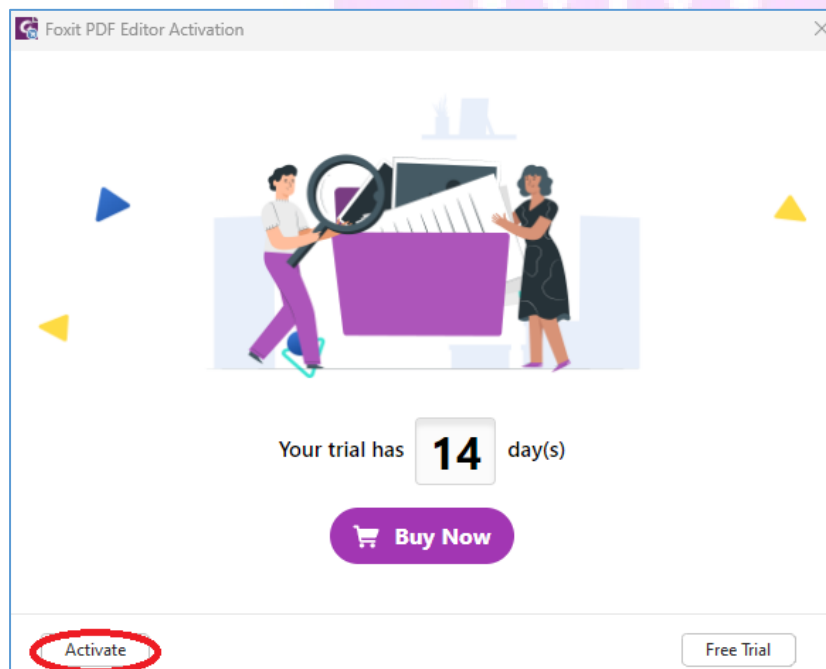 Foxit PDF Editor Activation
Your trial has 14 day(s)
Buy Now
Activate
Free Trial